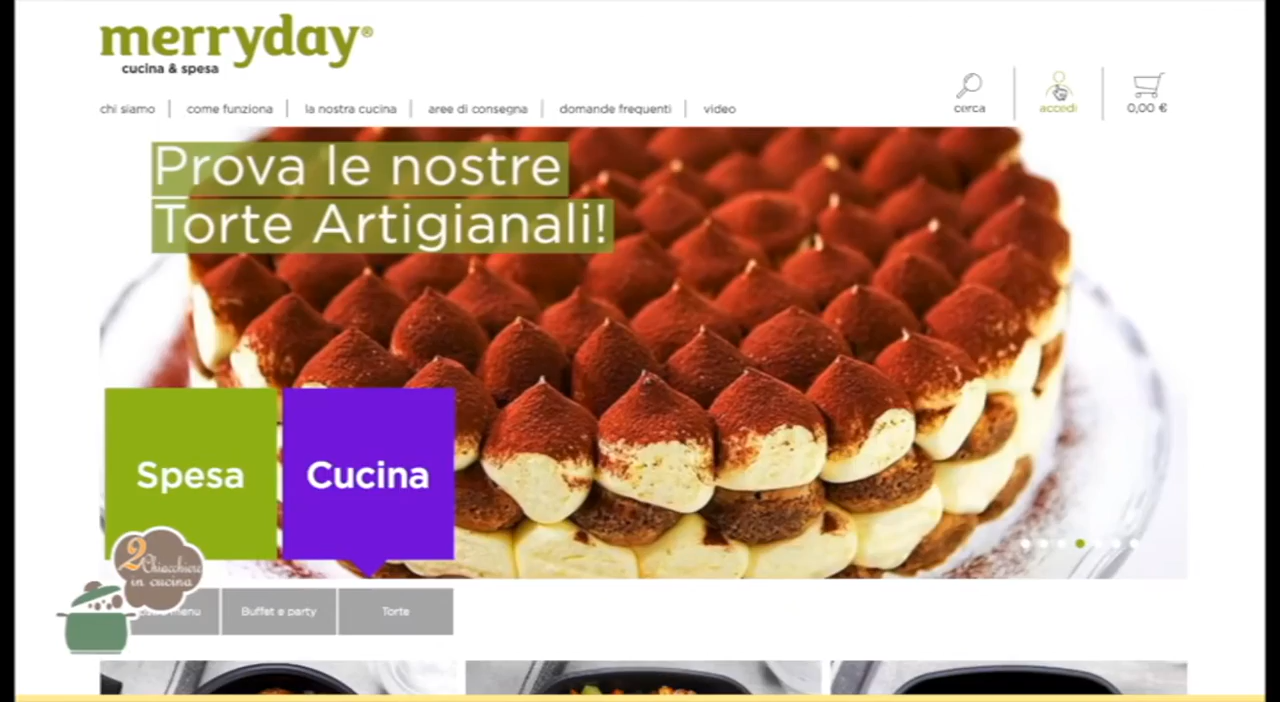 merryday®
cucina & spesa
chi siamo
come funziona
la nostra cucina
aree di consegna
domande frequenti
video
cerca
accedi
0,00 €
Prova le nostre
Torte Artigianali!
Spesa
Cucina
2
Chiacchiere
in cucina
menu
Buffet e party
Torte